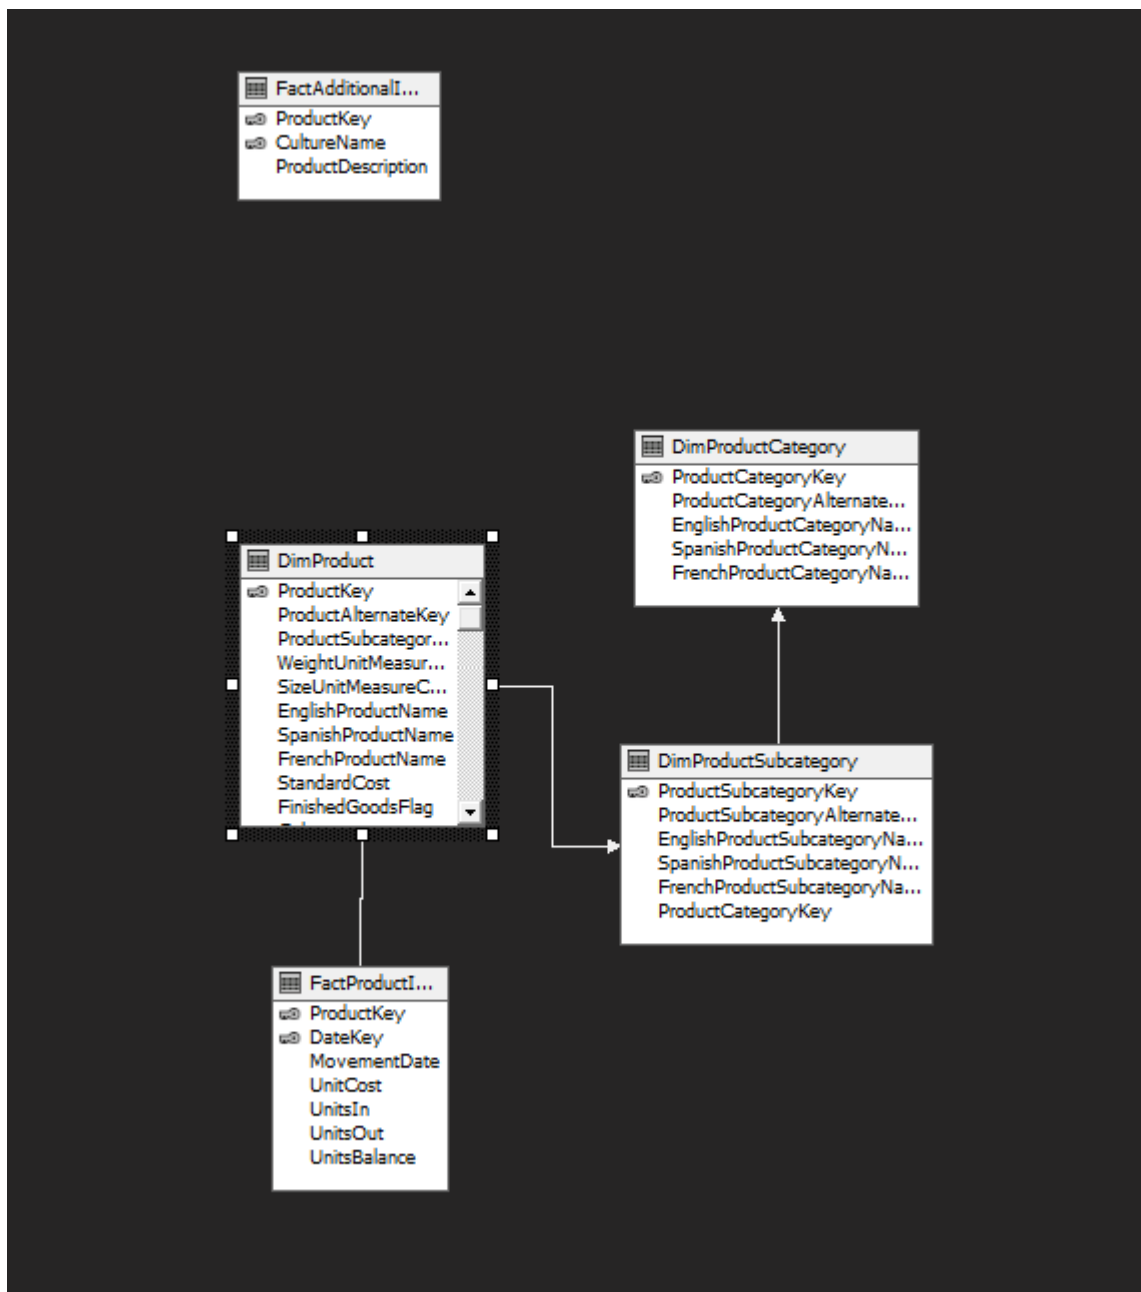 FactAdditionalI...
ProductKey
CultureName
ProductDescription
DimProductCategory
ProductCategoryKey
ProductCategoryAlternate...
EnglishProductCategoryNa...
SpanishProductCategoryN...
FrenchProductCategoryNa...
DimProduct
ProductKey
ProductAlternateKey
ProductSubcategor...
WeightUnitMeasur...
SizeUnitMeasureC...
EnglishProductName
SpanishProductName
FrenchProductName
StandardCost
FinishedGoodsFlag
DimProductSubcategory
ProductSubcategoryKey
ProductSubcategoryAlternate...
EnglishProductSubcategoryNa...
SpanishProductSubcategoryN...
FrenchProductSubcategoryNa...
ProductCategoryKey
FactProductI...
ProductKey
DateKey
MovementDate
UnitCost
UnitsIn
UnitsOut
UnitsBalance